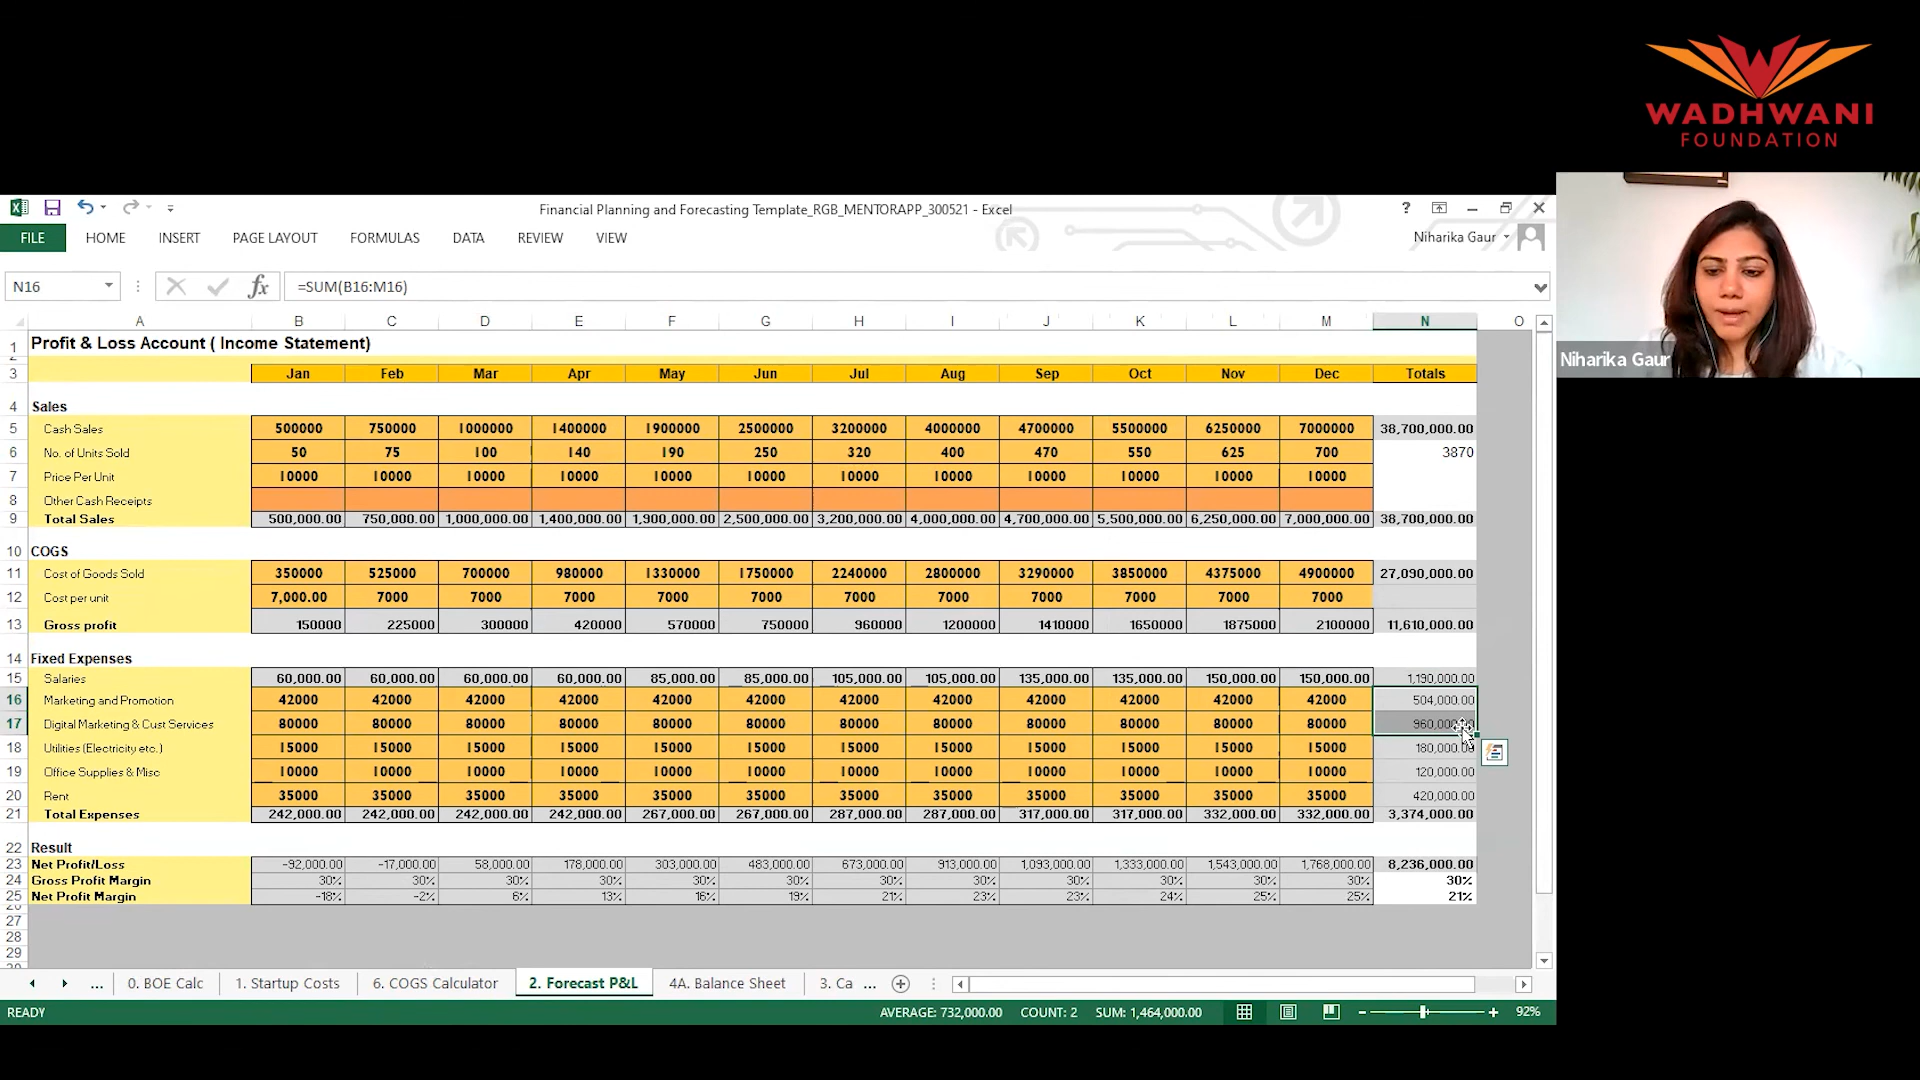 WADHWANI
FOUNDATION
Financial Planning and Forecasting Template_RGB_MENTORAPP_300521 - Excel
?
FILE HOME INSERT PAGE LAYOUT FORMULAS DATA REVIEW VIEW Niharika Gaur
N16 fx =SUM(B16:M16)
A B C D E F G H I J K L M N O
1 Profit & Loss Account ( Income Statement)
2
3 Jan Feb Mar Apr May Jun Jul Aug Sep Oct Nov Dec Totals
4 Sales
5 Cash Sales 500000 750000 1000000 1400000 1900000 2500000 3200000 4000000 4700000 5500000 6250000 7000000 38,700,000.00
6 No. of Units Sold 50 75 100 140 190 250 320 400 470 550 625 700 3870
7 Price Per Unit 10000 10000 10000 10000 10000 10000 10000 10000 10000 10000 10000 10000
8 Other Cash Receipts
9 Total Sales 500,000.00 750,000.00 1,000,000.00 1,400,000.00 1,900,000.00 2,500,000.00 3,200,000.00 4,000,000.00 4,700,000.00 5,500,000.00 6,250,000.00 7,000,000.00 38,700,000.00
10 COGS
11 Cost of Goods Sold 350000 525000 700000 980000 1330000 1750000 2240000 2800000 3290000 3850000 4375000 4900000 27,090,000.00
12 Cost per unit 7,000.00 7000 7000 7000 7000 7000 7000 7000 7000 7000 7000 7000
13 Gross profit 150000 225000 300000 420000 570000 750000 960000 1200000 1410000 1650000 1875000 2100000 11,610,000.00
14 Fixed Expenses
15 Salaries 60,000.00 60,000.00 60,000.00 60,000.00 85,000.00 85,000.00 105,000.00 105,000.00 135,000.00 135,000.00 150,000.00 150,000.00 1,190,000.00
16 Marketing and Promotion 42000 42000 42000 42000 42000 42000 42000 42000 42000 42000 42000 42000 504,000.00
17 Digital Marketing & Cust Services 80000 80000 80000 80000 80000 80000 80000 80000 80000 80000 80000 80000
18 Utilities (Electricity etc.) 15000 15000 15000 15000 15000 15000 15000 15000 15000 15000 15000 15000 180,000.00
19 Office Supplies & Misc 10000 10000 10000 10000 10000 10000 10000 10000 10000 10000 10000 10000 120,000.00
20 Rent 35000 35000 35000 35000 35000 35000 35000 35000 35000 35000 35000 35000 420,000.00
21 Total Expenses 242,000.00 242,000.00 242,000.00 242,000.00 267,000.00 267,000.00 287,000.00 287,000.00 317,000.00 317,000.00 332,000.00 332,000.00 3,374,000.00
22 Result
23 Net Profit/Loss -92,000.00 -17,000.00 58,000.00 178,000.00 303,000.00 483,000.00 673,000.00 913,000.00 1,093,000.00 1,333,000.00 1,543,000.00 1,768,000.00 8,236,000.00
24 Gross Profit Margin 30% 30% 30% 30% 30% 30% 30% 30% 30% 30% 30% 30% 30%
25 Net Profit Margin -18% -2% 6% 13% 16% 19% 21% 23% 23% 24% 25% 25% 21%
27
28
29
... 0. BOE Calc 1. Startup Costs 6. COGS Calculator 2. Forecast P&L 4A. Balance Sheet 3. Ca ...
READY AVERAGE: 732,000.00 COUNT: 2 SUM: 1,464,000.00 92%
Niharika Gaur